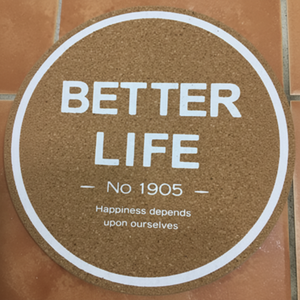 BETTER
LIFE
— No 1905 —
Happiness depends
upon ourselves